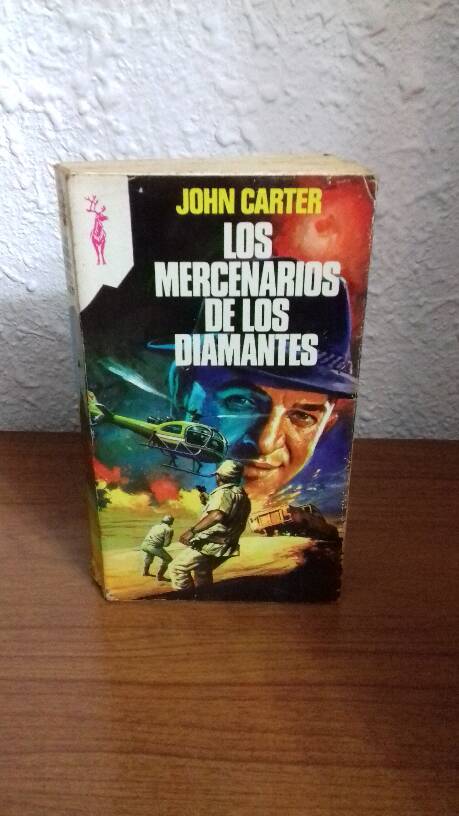 JOHN CARTER
LOS
MERCENARIOS
DE LOS
DIAMANTES